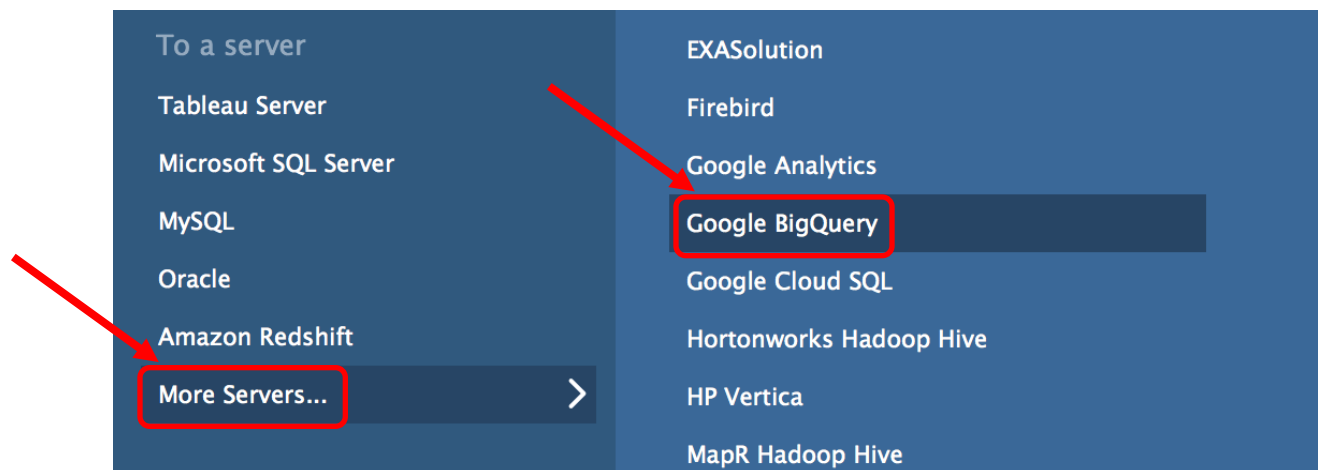 To a server
Tableau Server
Microsoft SQL Server
MySQL
Oracle
Amazon Redshift
More Servers...
EXASolution
Firebird
Google Analytics
Google BigQuery
Google Cloud SQL
Hortonworks Hadoop Hive
HP Vertica
MapR Hadoop Hive